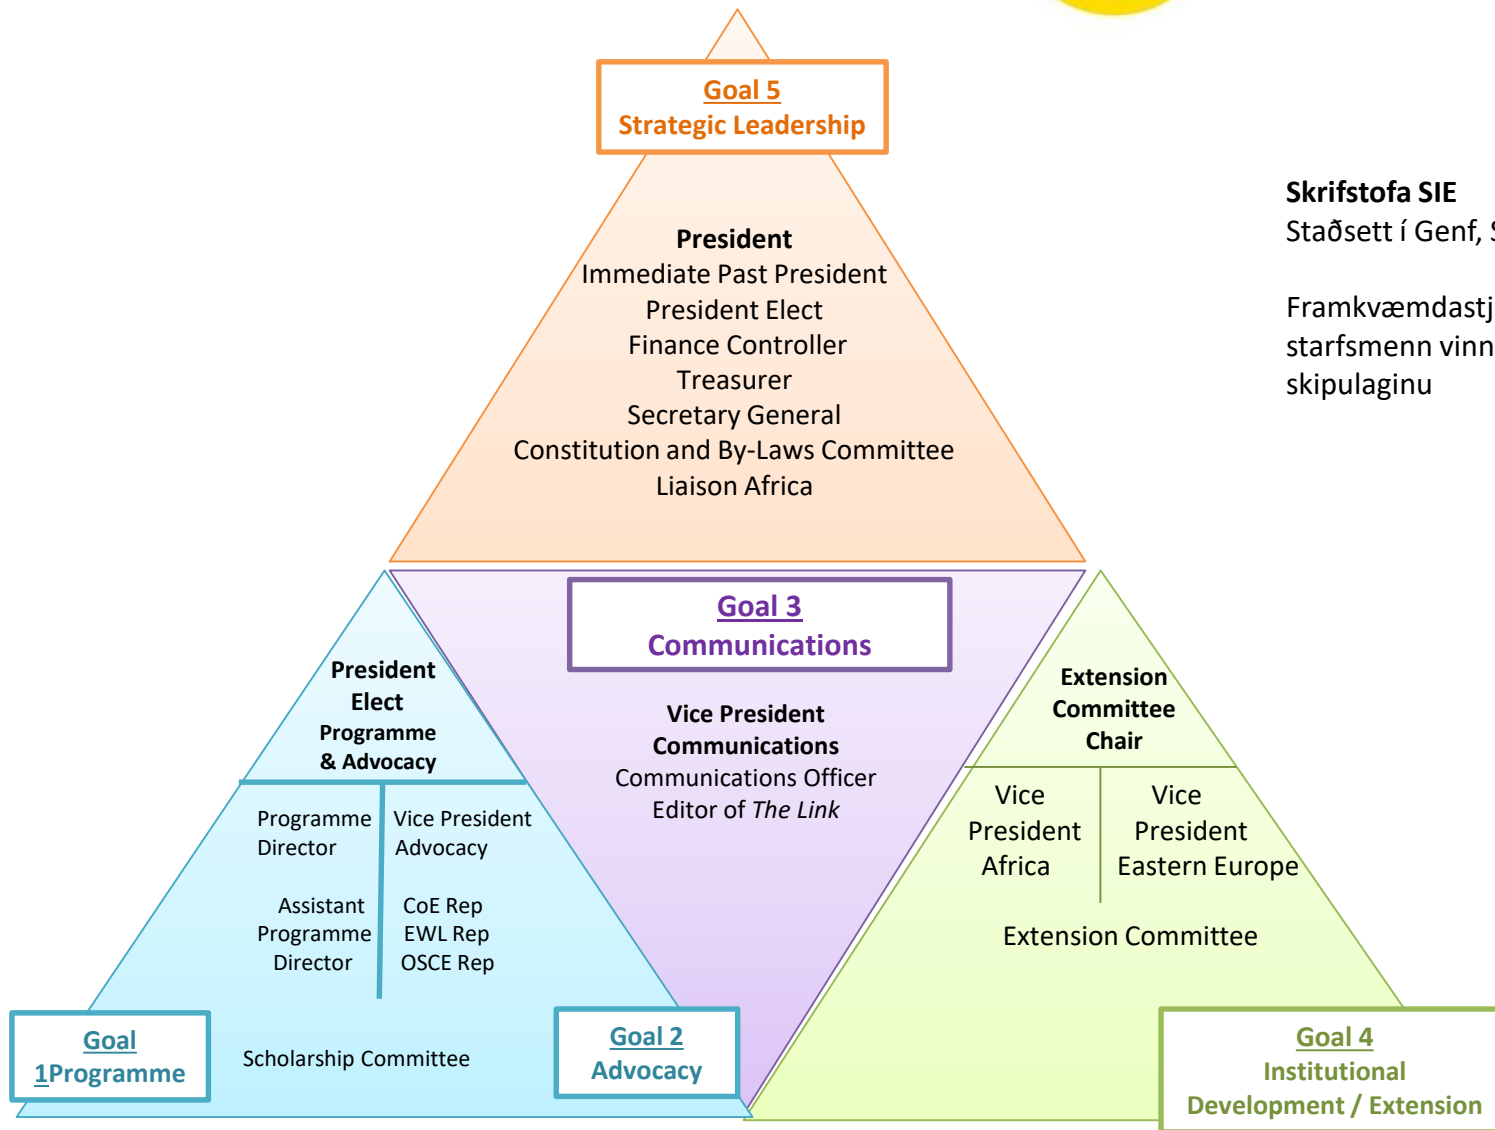 Goal 5
Strategic Leadership
President
Immediate Past President
President Elect
Finance Controller
Treasurer
Secretary General
Constitution and By-Laws Committee
Liaison Africa
Skrifstofa SIE
Staðsett í Genf,
starfsmenn
skipulaginu
Goal 3
Communications
Vice President
Communications
Communications Officer
Editor of The Link
President
Elect
Programme
& Advocacy
Programme
Director
Assistant
Programme
Director
Vice President
Advocacy
CoE Rep
EWL Rep
OSCE Rep
Scholarship Committee
Goal
1Programme
Goal 2
Advocacy
Extension
Committee
Chair
Vice
President
Africa
Vice
President
Eastern Europe
Extension Committee
Goal 4
Institutional
Development / Extension